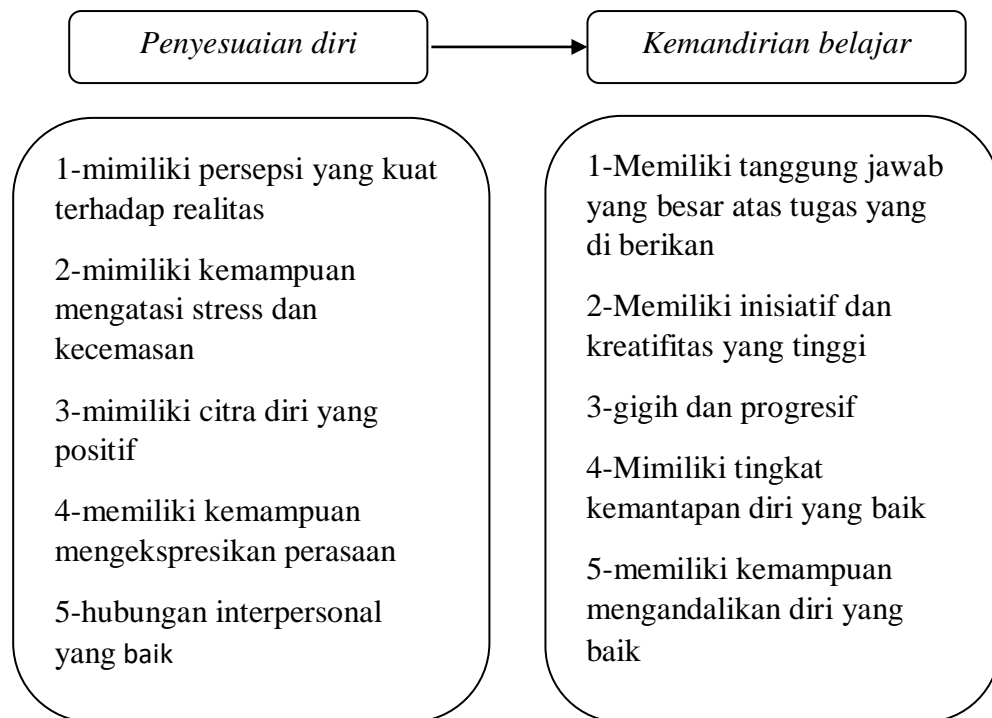 Penyesuaian diri
Kemandirian belajar
1-mimiliki persepsi yang kuat
terhadap realitas
2-mimiliki kemampuan
mengatasi stress dan
kecemasan
3-mimiliki citra diri yang
positif
4-memiliki kemampuan
mengekspresikan perasaan
5-hubungan interpersonal
yang baik
1-Memiliki tanggung jawab
yang besar atas tugas yang
di berikan
2-Memiliki inisiatif dan
kreatifitas yang tinggi
3-gigih dan progresif
4-Mimiliki tingkat
kemantapan diri yang baik
5-memiliki kemampuan
mengandalikan diri yang
baik